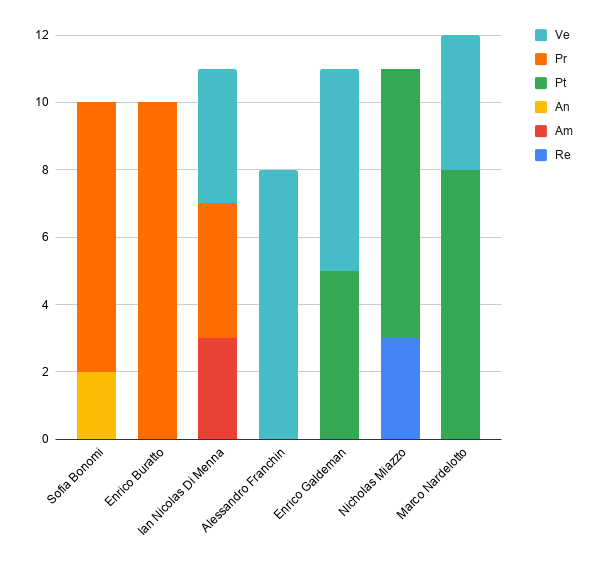 12
10
8
6
4
2
0
Sofia Bonomi
Enrico Buratto
Ian Nicolas Di Menna
Alessandro Franchin
Enrico Galdeman
Nicholas Miazzo
Marco Nardelotto
Ve
Pr
Pt
An
Am
Re